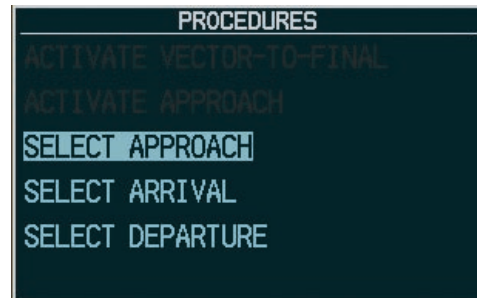 PROCEDURES
ACTIVATE VECTOR-TO-FINAL
ACTIVATE APPROACH
SELECT APPROACH
SELECT ARRIVAL
SELECT DEPARTURE